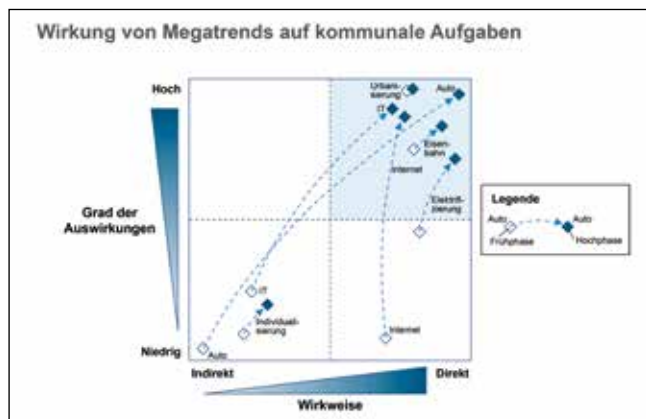 Wirkung von Megatrends auf kommunale Aufgaben
Hoch
Grad der
Auswirkungen
Niedrig
Urbani-
sierung
Auto
IT
Eisen-
bahn
Internet
Elektrifi-
zierung
IT
Individuali-
sierung
Internet
Auto
Indirekt
Direkt
Wirkweise
Legende
Auto
Auto
Frühphase
Hochphase